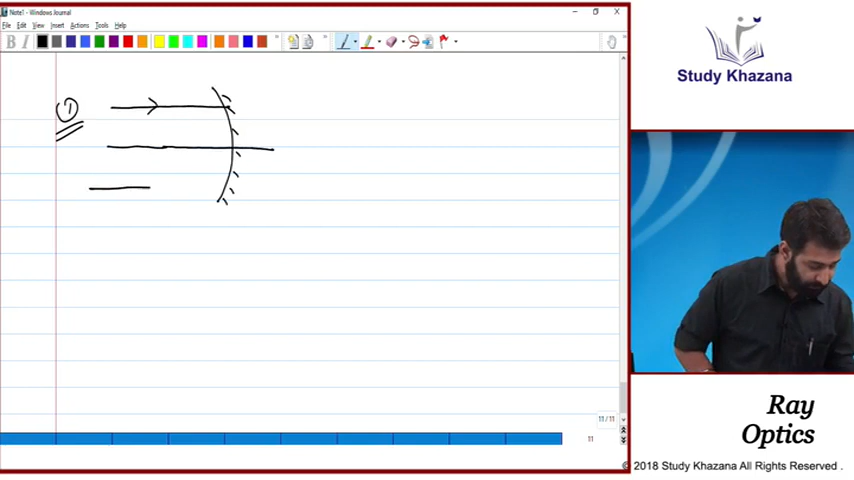 Note1 - Windows Journal
File Edit View Insert Actions Tools Help
B I
1
Study Khazana
11 / 11
11
Ray
Optics
© 2018 Study Khazana All Rights Reserved .